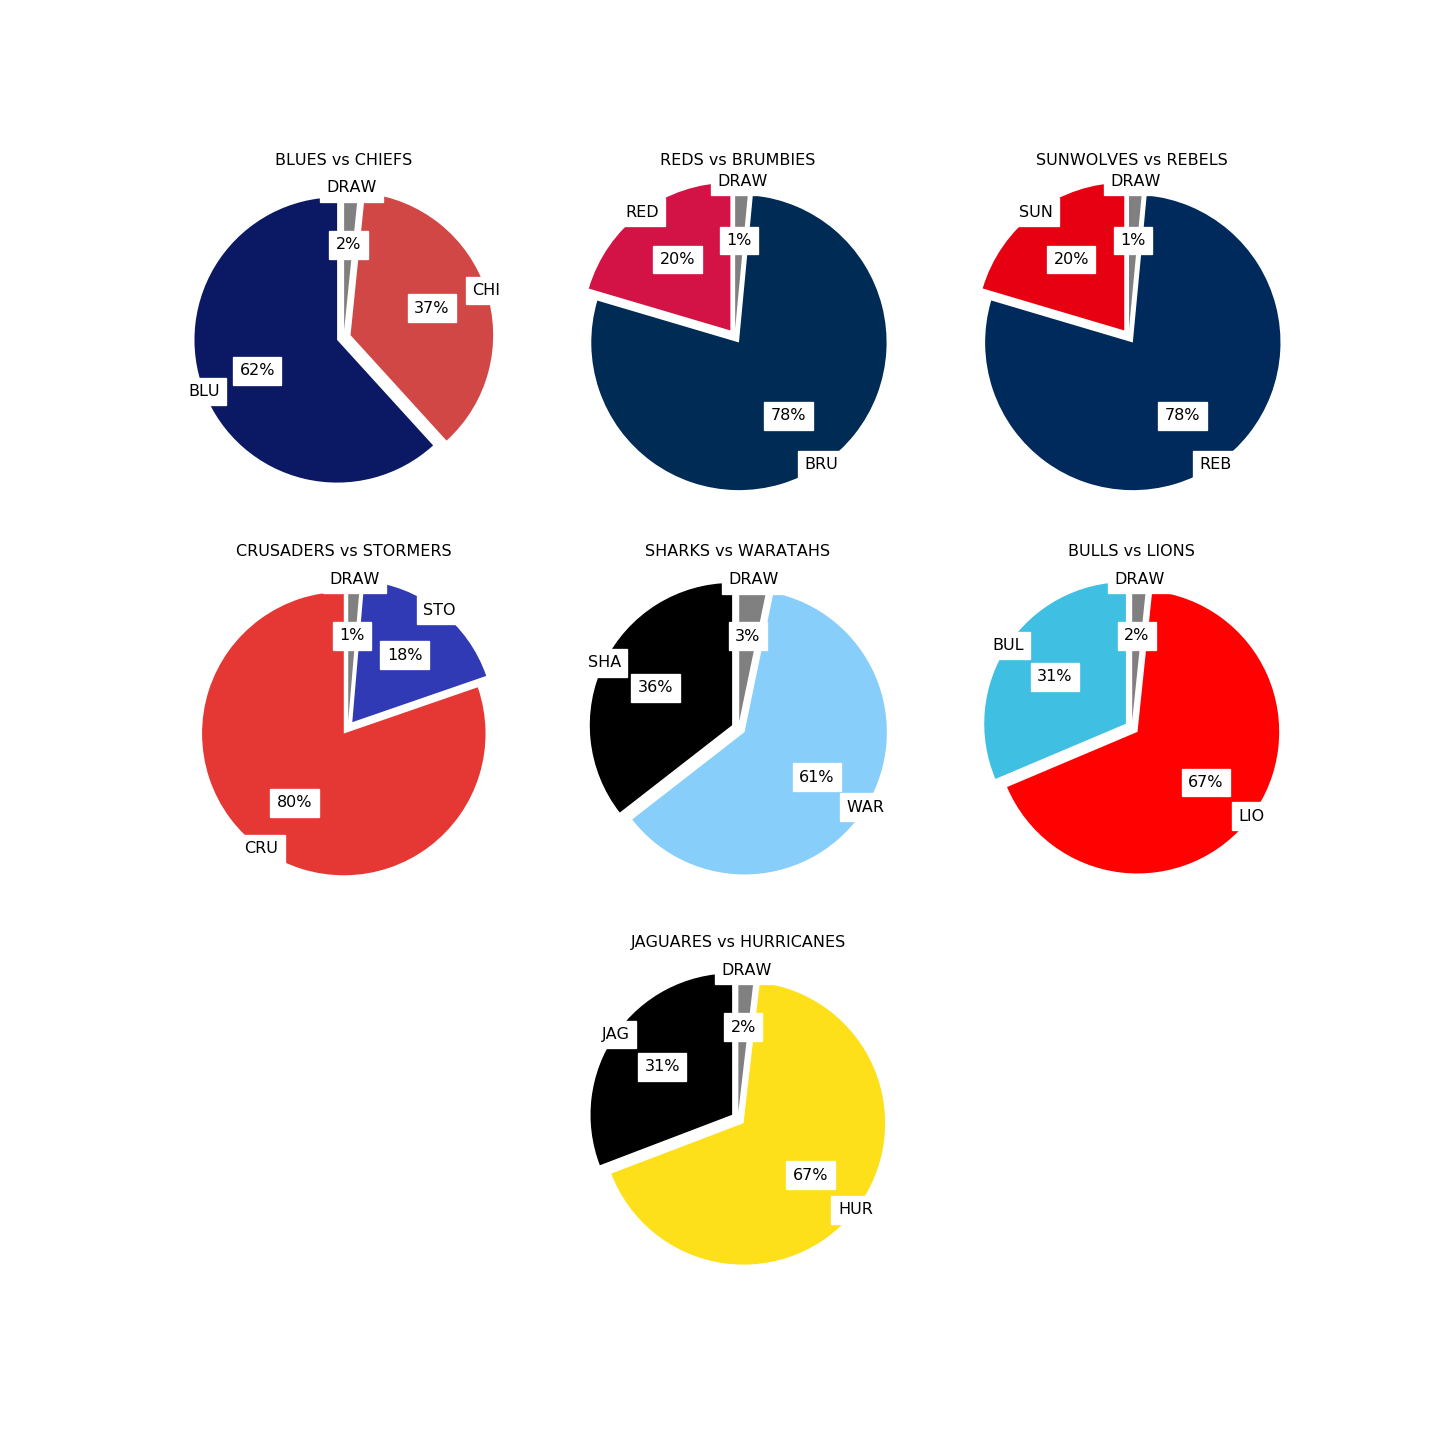 BLUES vs CHIEFS
DRAW
2%
CHI
37%
62%
BLU
REDS vs BRUMBIES
DRAW
RED
1%
20%
78%
BRU
SUNWOLVES vs REBELS
DRAW
SUN
1%
20%
78%
REB
CRUSADERS vs STORMERS
DRAW
STO
1%
18%
80%
CRU
SHARKS vs WARATAHS
DRAW
3%
SHA
36%
61%
WAR
BULLS vs LIONS
DRAW
2%
BUL
31%
67%
LIO
JAGUARES vs HURRICANES
DRAW
2%
JAG
31%
67%
HUR